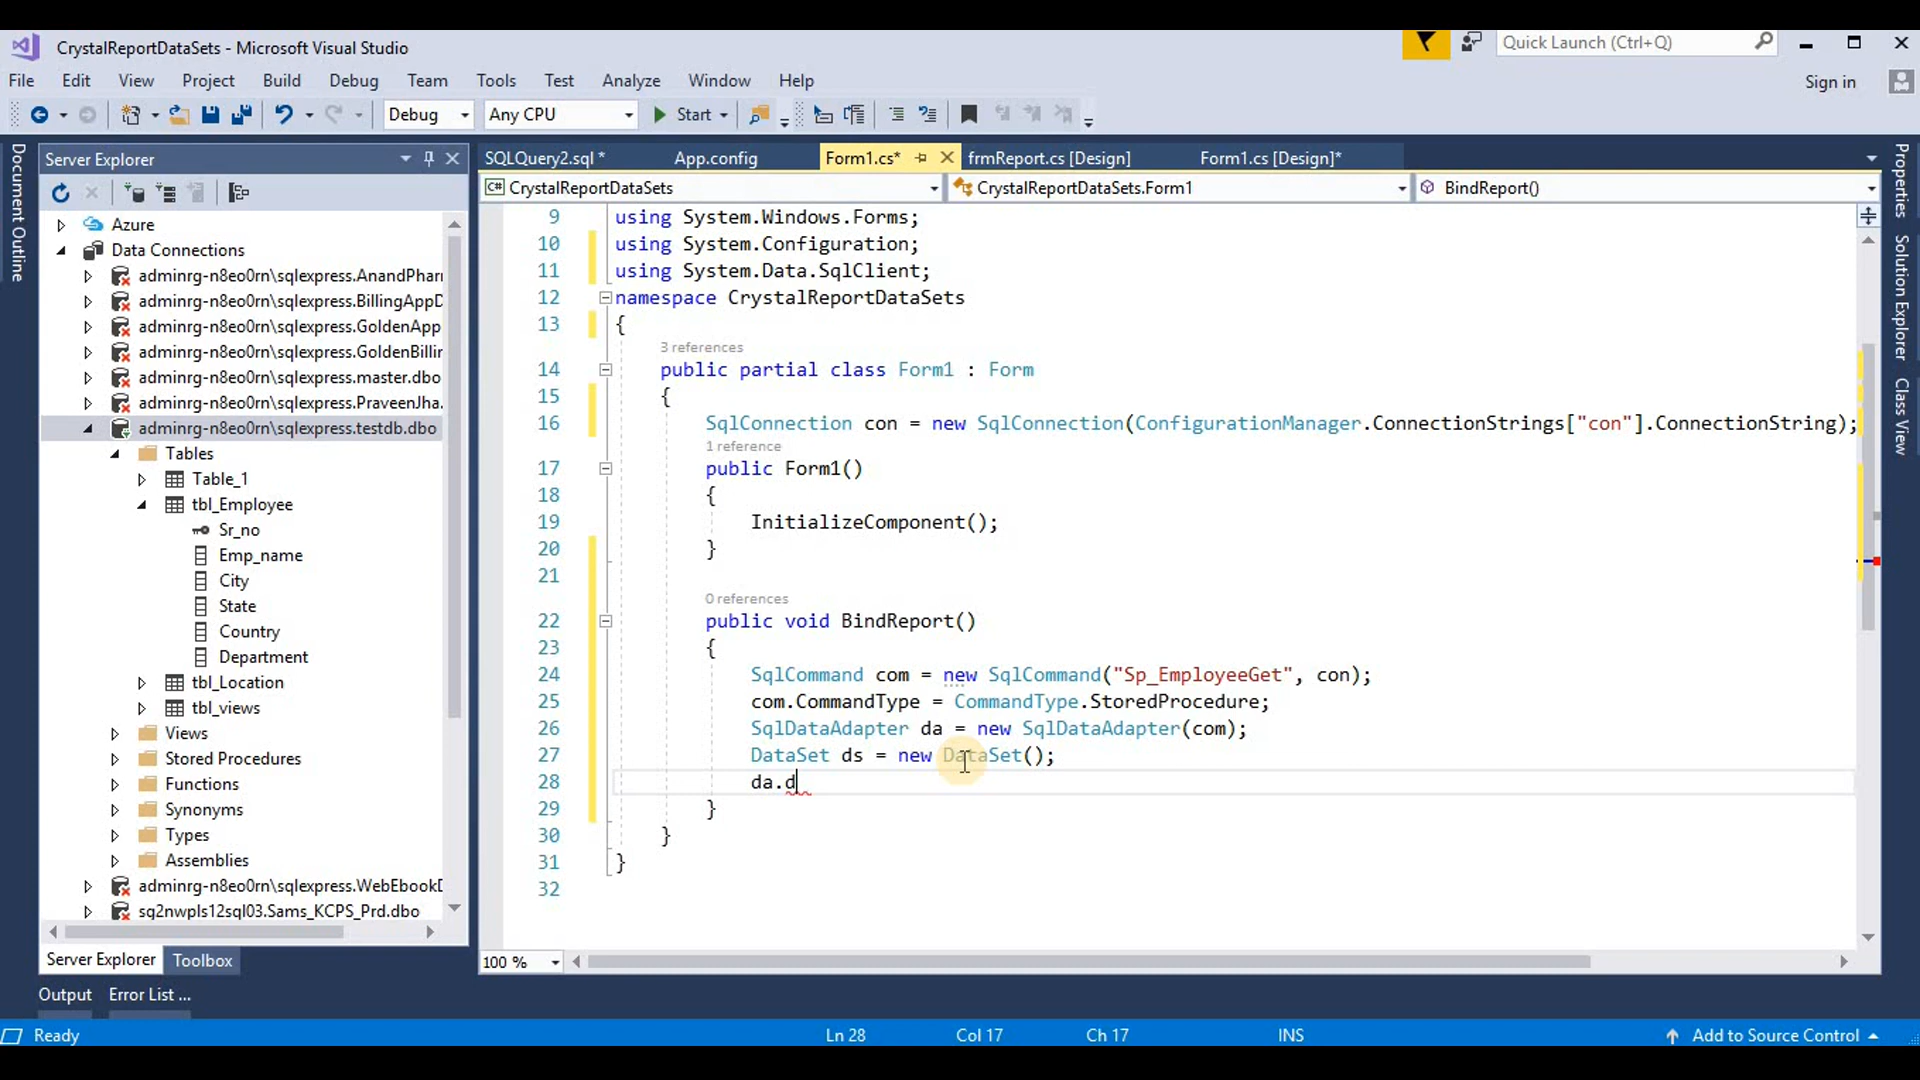 CrystalReportDataSets - Microsoft Visual Studio
Quick Launch (Ctrl+Q)
File Edit View Project Build Debug Team Tools Test Analyze Window Help
Sign in
Debug Any CPU Start
Document Outline
Server Explorer
Azure
Data Connections
adminrg-n8eo0rn\sqlexpress.AnandPharr
adminrg-n8eo0rn\sqlexpress.BillingAppD
adminrg-n8eo0rn\sqlexpress.GoldenApp
adminrg-n8eo0rn\sqlexpress.GoldenBillir
adminrg-n8eo0rn\sqlexpress.master.dbo
adminrg-n8eo0rn\sqlexpress.PraveenJha.
adminrg-n8eo0rn\sqlexpress.testdb.dbo
Tables
Table_1
tbl_Employee
Sr_no
Emp_name
City
State
Country
Department
tbl_Location
tbl_views
Views
Stored Procedures
Functions
Synonyms
Types
Assemblies
adminrg-n8eo0rn\sqlexpress.WebEbookD
sq2nwpls12sql03.Sams_KCPS_Prd.dbo
Server Explorer Toolbox
SQLQuery2.sql * App.config Form1.cs* frmReport.cs [Design] Form1.cs [Design]*
CrystalReportDataSets CrystalReportDataSets.Form1 BindReport()
9 using System.Windows.Forms;
10 using System.Configuration;
11 using System.Data.SqlClient;
12 namespace CrystalReportDataSets
13 {
3 references
14 public partial class Form1 : Form
15 {
16 SqlConnection con = new SqlConnection(ConfigurationManager.ConnectionStrings["con"].ConnectionString);
1 reference
17 public Form1()
18 {
19 InitializeComponent();
20 }
21
0 references
22 public void BindReport()
23 {
24 SqlCommand com = new SqlCommand("Sp_EmployeeGet", con);
25 com.CommandType = CommandType.StoredProcedure;
26 SqlDataAdapter da = new SqlDataAdapter(com);
27 DataSet ds = new DataSet();
28 da.d
29 }
30 }
31 }
32
100 %
Properties
Solution Explorer
Class View
Output Error List ...
Ready Ln 28 Col 17 Ch 17 INS Add to Source Control